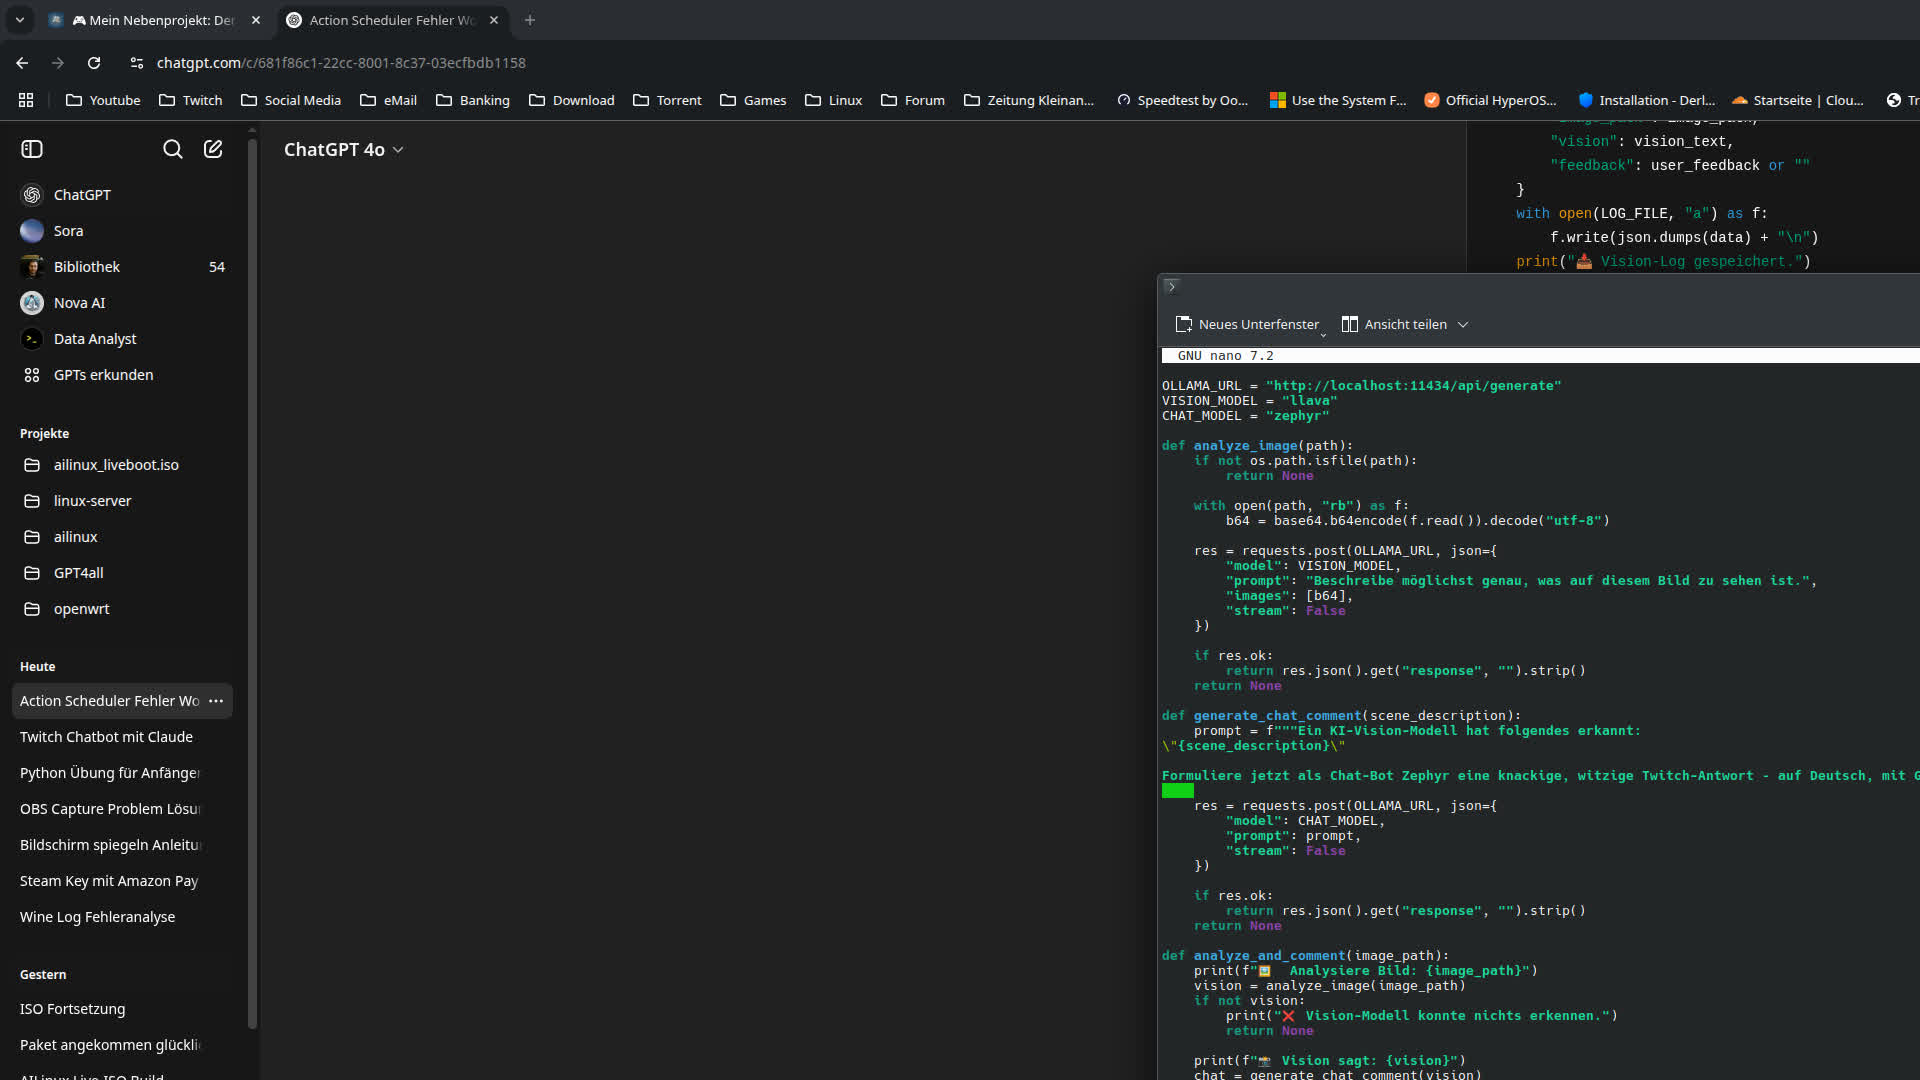 🎮 Mein Nebenprojekt: De
Action Scheduler Fehler Wo
chatgpt.com/c/681f86c1-22cc-8001-8c37-03ecfbdb1158
Youtube
Twitch
Social Media
eMail
Banking
Download
Torrent
Games
Linux
Forum
Zeitung Kleinan...
Speedtest by Oo...
Use the System F...
Official HyperOS...
Installation - Derl...
Startseite | Clou...
Tr
ChatGPT
Sora
Bibliothek 54
Nova AI
Data Analyst
GPTs erkunden
Projekte
ailinux_liveboot.iso
linux-server
ailinux
GPT4all
openwrt
Heute
Action Scheduler Fehler Wo ...
Twitch Chatbot mit Claude
Python Übung für Anfänger
OBS Capture Problem Lösu
Bildschirm spiegeln Anleitu
Steam Key mit Amazon Pay
Wine Log Fehleranalyse
Gestern
ISO Fortsetzung
Paket angekommen glückli
AILinux Live ISO Build
ChatGPT 4o
"image_path": image_path,
"vision": vision_text,
"feedback": user_feedback or ""
}
with open(LOG_FILE, "a") as f:
f.write(json.dumps(data) + "\n")
print("📥 Vision-Log gespeichert.")
Neues Unterfenster
Ansicht teilen
GNU nano 7.2
OLLAMA_URL = "http://localhost:11434/api/generate"
VISION_MODEL = "llava"
CHAT_MODEL = "zephyr"
def analyze_image(path):
if not os.path.isfile(path):
return None
with open(path, "rb") as f:
b64 = base64.b64encode(f.read()).decode("utf-8")
res = requests.post(OLLAMA_URL, json={
"model": VISION_MODEL,
"prompt": "Beschreibe möglichst genau, was auf diesem Bild zu sehen ist.",
"images": [b64],
"stream": False
})
if res.ok:
return res.json().get("response", "").strip()
return None
def generate_chat_comment(scene_description):
prompt = f"""Ein KI-Vision-Modell hat folgendes erkannt:
\"{scene_description}\"
Formuliere jetzt als Chat-Bot Zephyr eine knackige, witzige Twitch-Antwort - auf Deutsch, mit G
res = requests.post(OLLAMA_URL, json={
"model": CHAT_MODEL,
"prompt": prompt,
"stream": False
})
if res.ok:
return res.json().get("response", "").strip()
return None
def analyze_and_comment(image_path):
print(f"🖼️ Analysiere Bild: {image_path}")
vision = analyze_image(image_path)
if not vision:
print("❌ Vision-Modell konnte nichts erkennen.")
return None
print(f"📸 Vision sagt: {vision}")
chat = generate_chat_comment(vision)